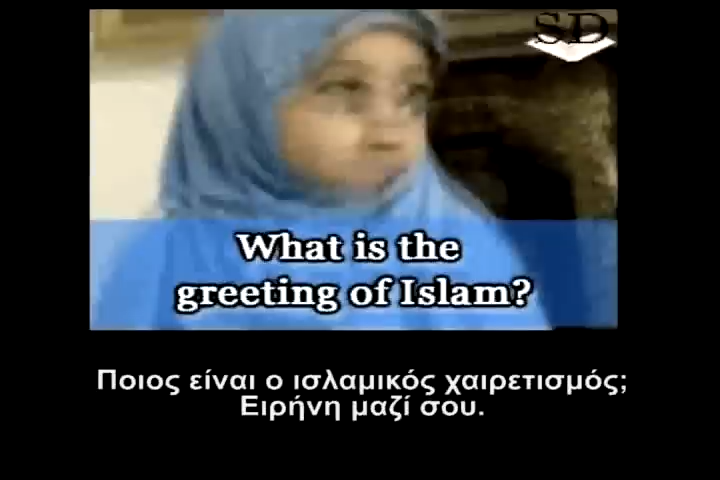 SD
What is the
greeting of Islam?
Ποιος είναι ο ισλαμικός χαιρετισμός;
Ειρήνη μαζί σου.